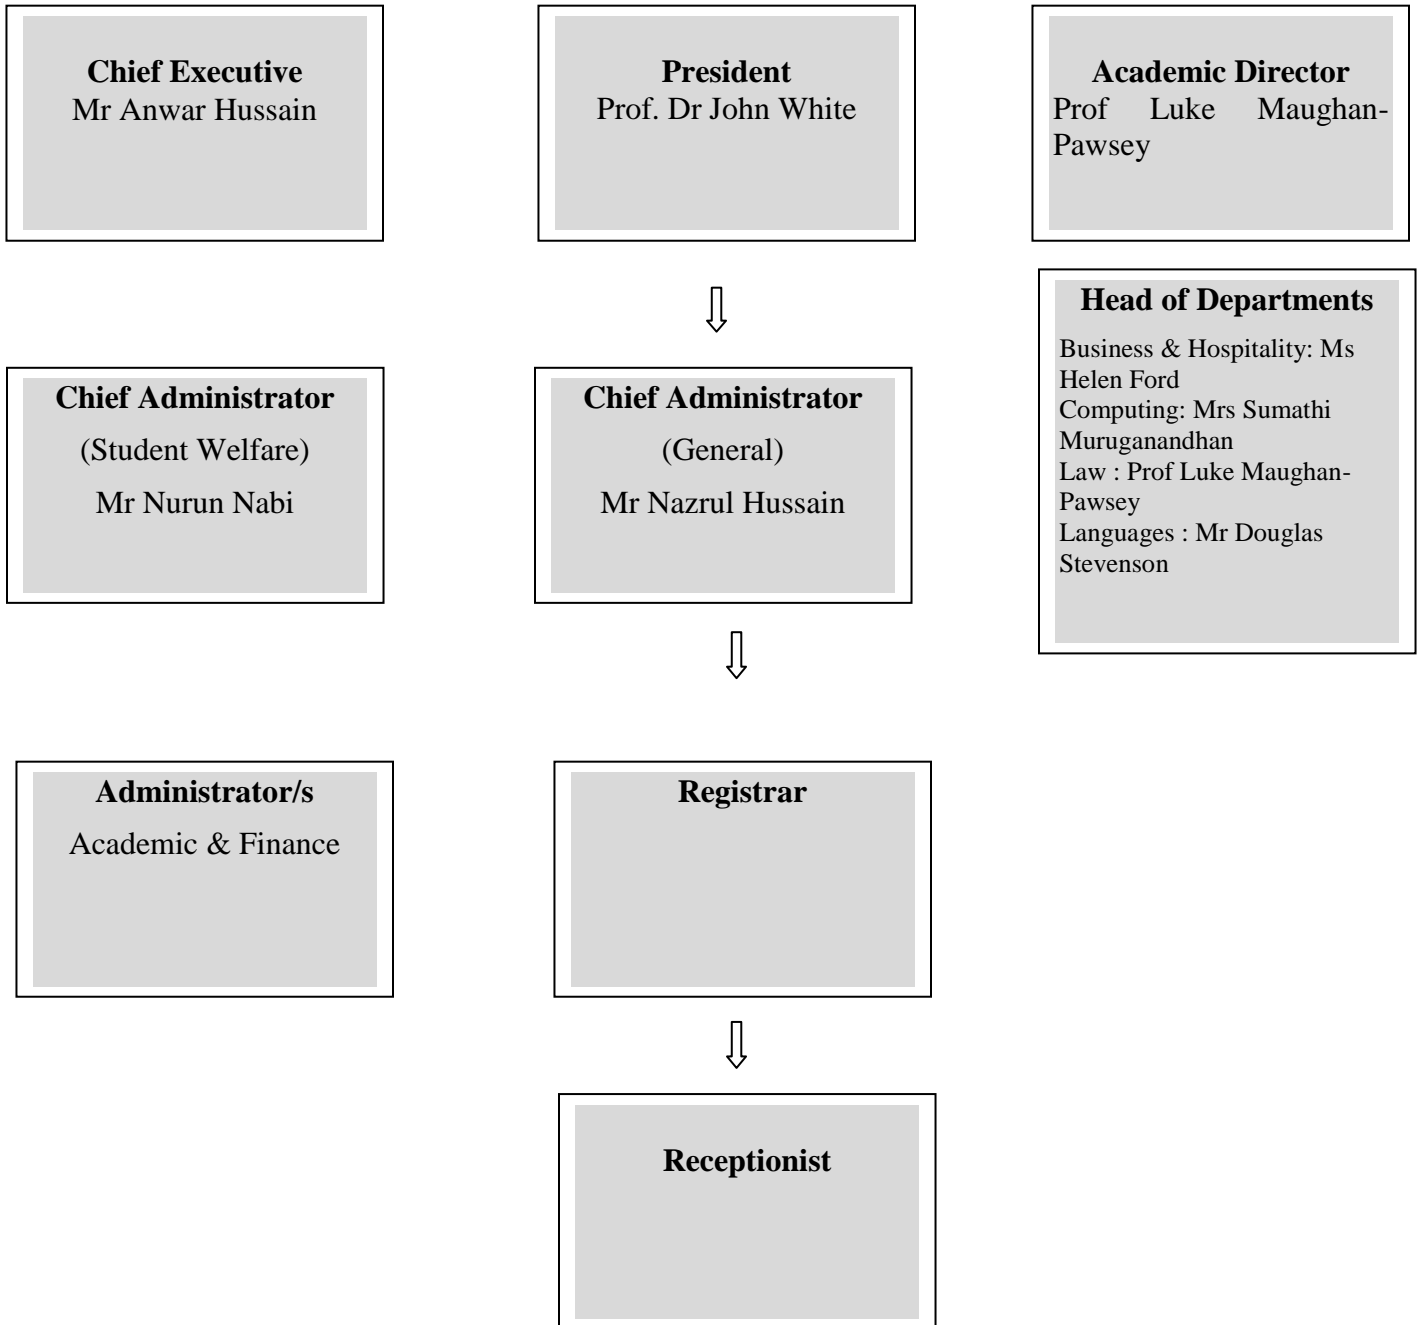 Chief Executive
Mr Anwar Hussain
President
Prof. Dr John White
Academic Director
Prof Luke Maughan-
Pawsey
Head of Departments
Business & Hospitality: Ms
Helen Ford
Computing: Mrs Sumathi
Muruganandhan
Law : Prof Luke Maughan-
Pawsey
Languages : Mr Douglas
Stevenson
Chief Administrator
(Student Welfare)
Mr Nurun Nabi
Chief Administrator
(General)
Mr Nazrul Hussain
Administrator/s
Academic & Finance
Registrar
Receptionist